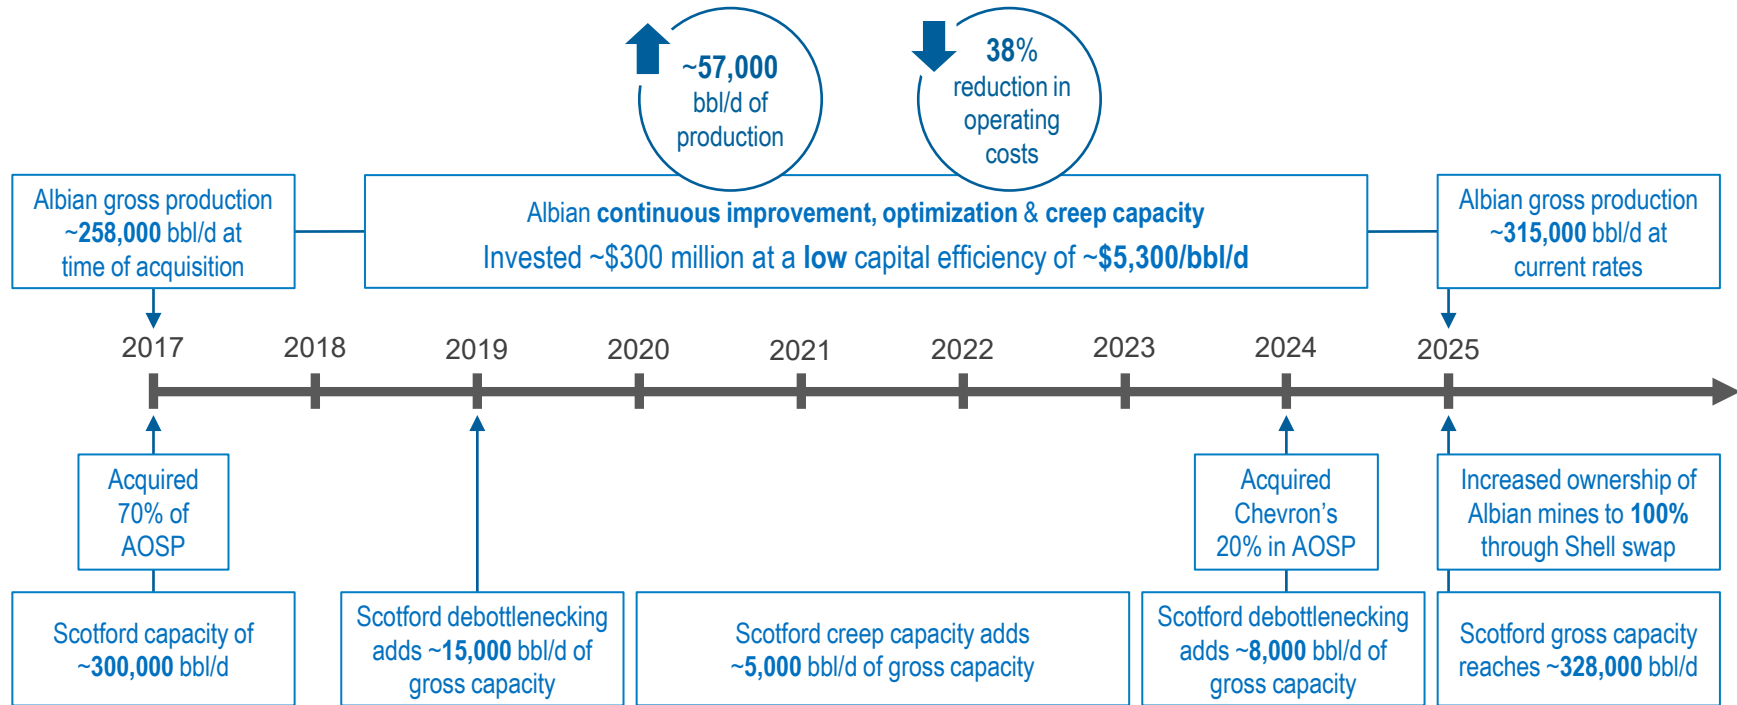 ~57,000
bbl/d of
production
38%
reduction in
operating
costs
Albian gross production
~258,000 bbl/d at
time of acquisition
Albian continuous improvement, optimization & creep capacity
Invested ~$300 million at a low capital efficiency of ~$5,300/bbl/d
Albian gross production
~315,000 bbl/d at
current rates
2017
2018
2019
2020
2021
2022
2023
2024
2025
Acquired
70% of
AOSP
Acquired
Chevron's
20% in AOSP
Increased ownership of
Albian mines to 100%
through Shell swap
Scotford capacity of
~300,000 bbl/d
Scotford debottlenecking
adds ~15,000 bbl/d of
gross capacity
Scotford creep capacity adds
~5,000 bbl/d of gross capacity
Scotford debottlenecking
adds ~8,000 bbl/d of
gross capacity
Scotford gross capacity
reaches ~328,000 bbl/d